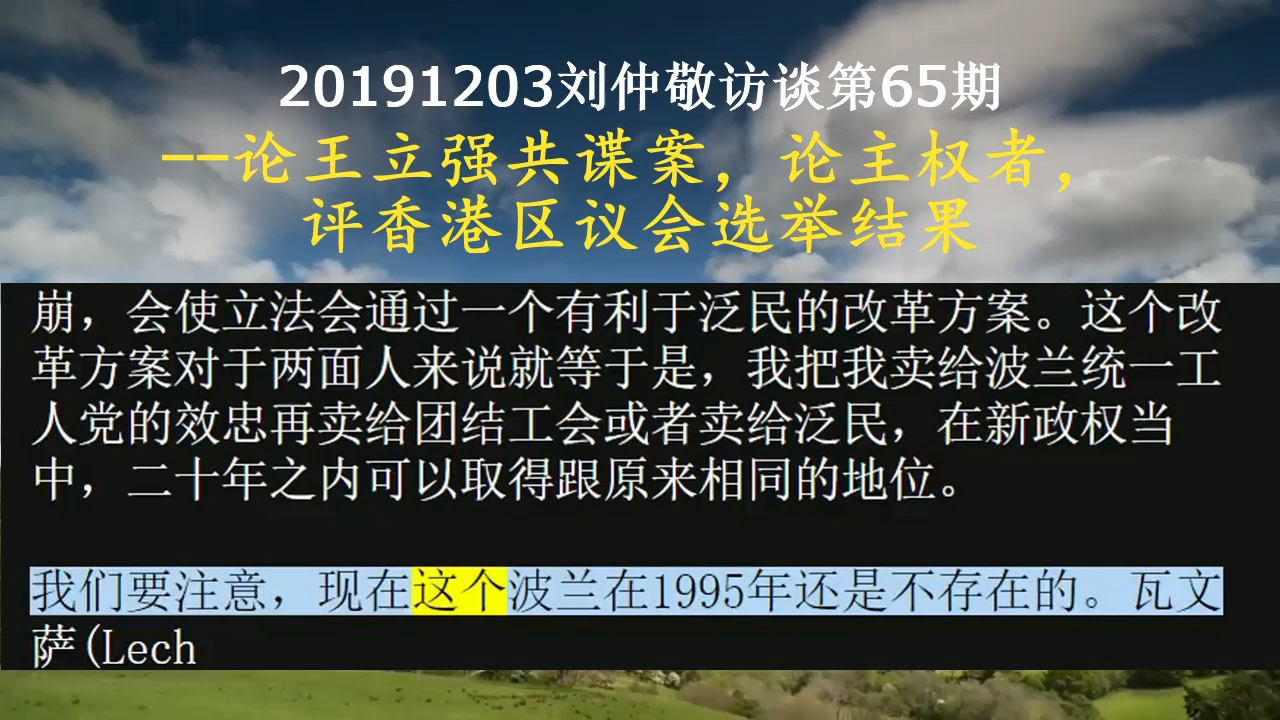 20191203刘仲敬访谈第65期
--论王立强共谍案，论主权者，
评香港区议会选举结果
崩，会使立法会通过一个有利于泛民的改革方案。这个改
革方案对于两面人来说就等于是，我把我卖给波兰统一工
人党的效忠再卖给团结工会或者卖给泛民，在新政权当
中，二十年之内可以取得跟原来相同的地位。
我们要注意，现在这个波兰在1995年还是不存在的。瓦文
萨(Lech